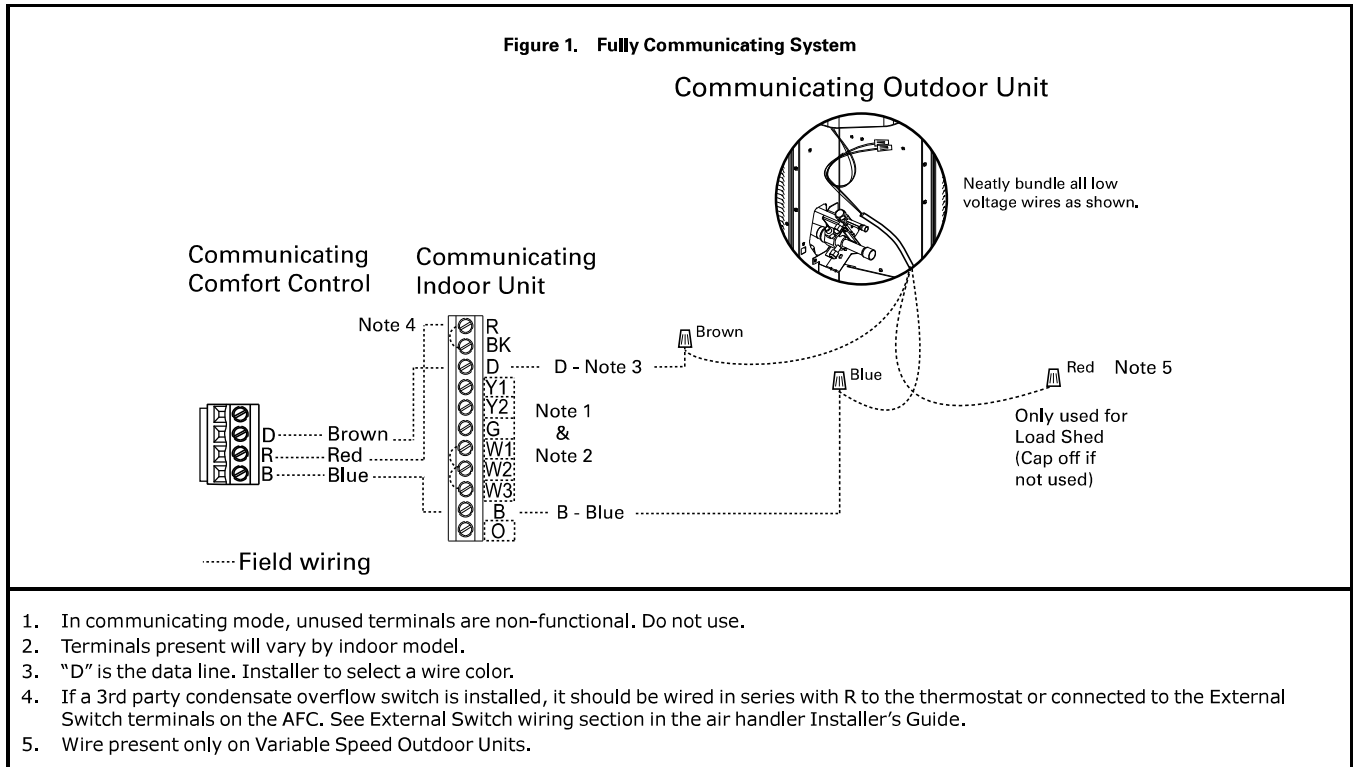 Figure 1. Fully Communicating System
Communicating Outdoor Unit
Neatly bundle all low
voltage wires as shown.
Communicating
Comfort Control
Communicating
Indoor Unit
Note 4
R
BK
D
Y1
Y2
G
W1
W2
W3
B
O
D - Note 3
Brown
Blue
Red
Note 5
Only used for
Load Shed
(Cap off if
not used)
Note 1
&
Note 2
D
Brown
R
Red
B
Blue
B - Blue
Field wiring
1. In communicating mode, unused terminals are non-functional. Do not use.
2. Terminals present will vary by indoor model.
3. "D" is the data line. Installer to select a wire color.
4. If a 3rd party condensate overflow switch is installed, it should be wired in series with R to the thermostat or connected to the External
Switch terminals on the AFC. See External Switch wiring section in the air handler Installer's Guide.
5. Wire present only on Variable Speed Outdoor Units.